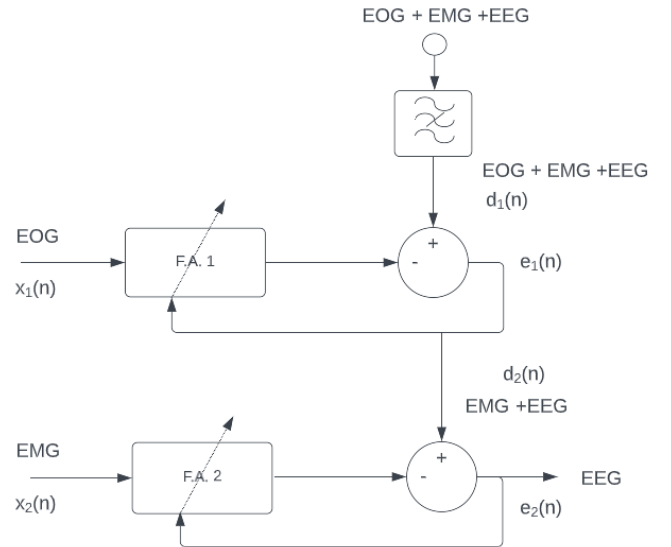 EOG + EMG +EEG
EOG + EMG +EEG
d₁(n)
EOG
x₁(n)
F.A. 1
+
-
e₁(n)
d₂(n)
EMG +EEG
EMG
x₂(n)
F.A. 2
+
-
EEG
e₂(n)